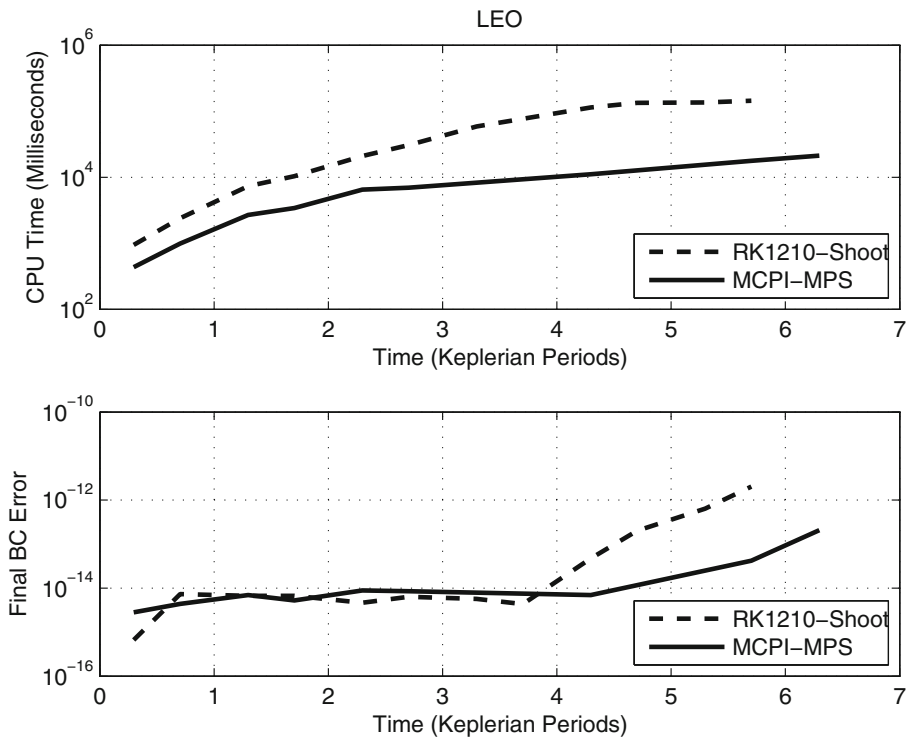 LEO
CPU Time (Milliseconds)
10^6
10^4
10^2
0 1 2 3 4 5 6 7
Time (Keplerian Periods)
RK1210−Shoot
MCPI−MPS
Final BC Error
10^−10
10^−12
10^−14
10^−16
0 1 2 3 4 5 6 7
Time (Keplerian Periods)
RK1210−Shoot
MCPI−MPS